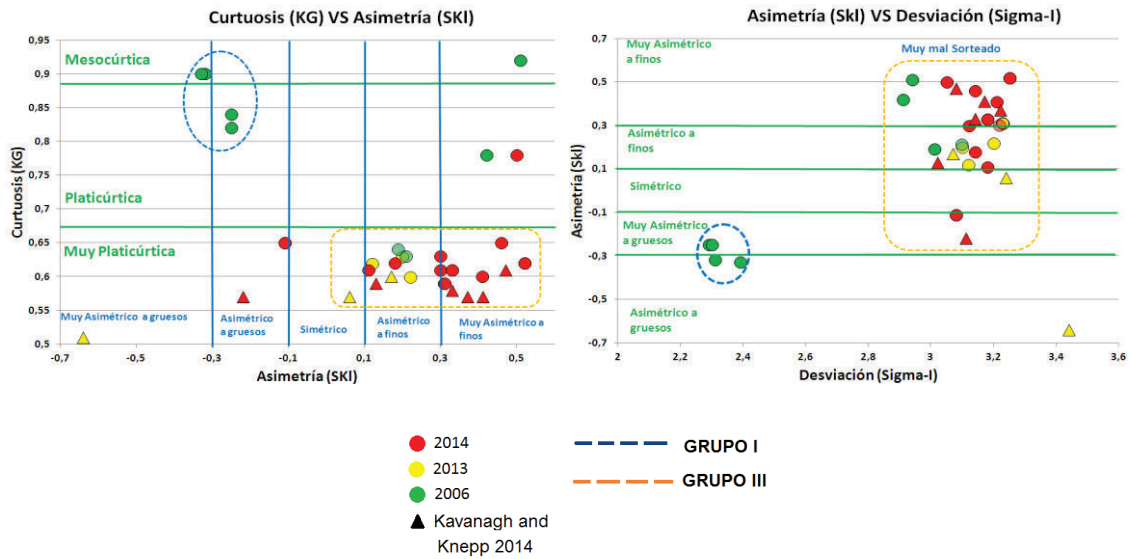 Curtuosis (KG) VS Asimetría (SKI)
Curtuosis (KG)
0,95
0,9
0,85
0,8
0,75
0,7
0,65
0,6
0,55
0,5
Mesocúrtica
Platicúrtica
Muy Platicúrtica
Muy Asimétrico a gruesos
Asimétrico
a gruesos
Simétrico
Asimétrico
a finos
Muy Asimétrico a
finos
-0,7
-0,5
-0,3
-0,1
0,1
0,3
0,5
Asimetría (SKI)
Asimetría (Skl) VS Desviación (Sigma-I)
Asimetría (Skl)
0,7
0,5
0,3
0,1
-0,1
-0,3
-0,5
-0,7
Muy Asimétrico
a finos
Muy mal Sorteado
Asimétrico a
finos
Simétrico
Muy Asimétrico
a gruesos
Asimétrico a
gruesos
2
2,2
2,4
2,6
2,8
3
3,2
3,4
3,6
Desviación (Sigma-I)
2014
2013
2006
Kavanagh and
Knepp 2014
GRUPO I
GRUPO III